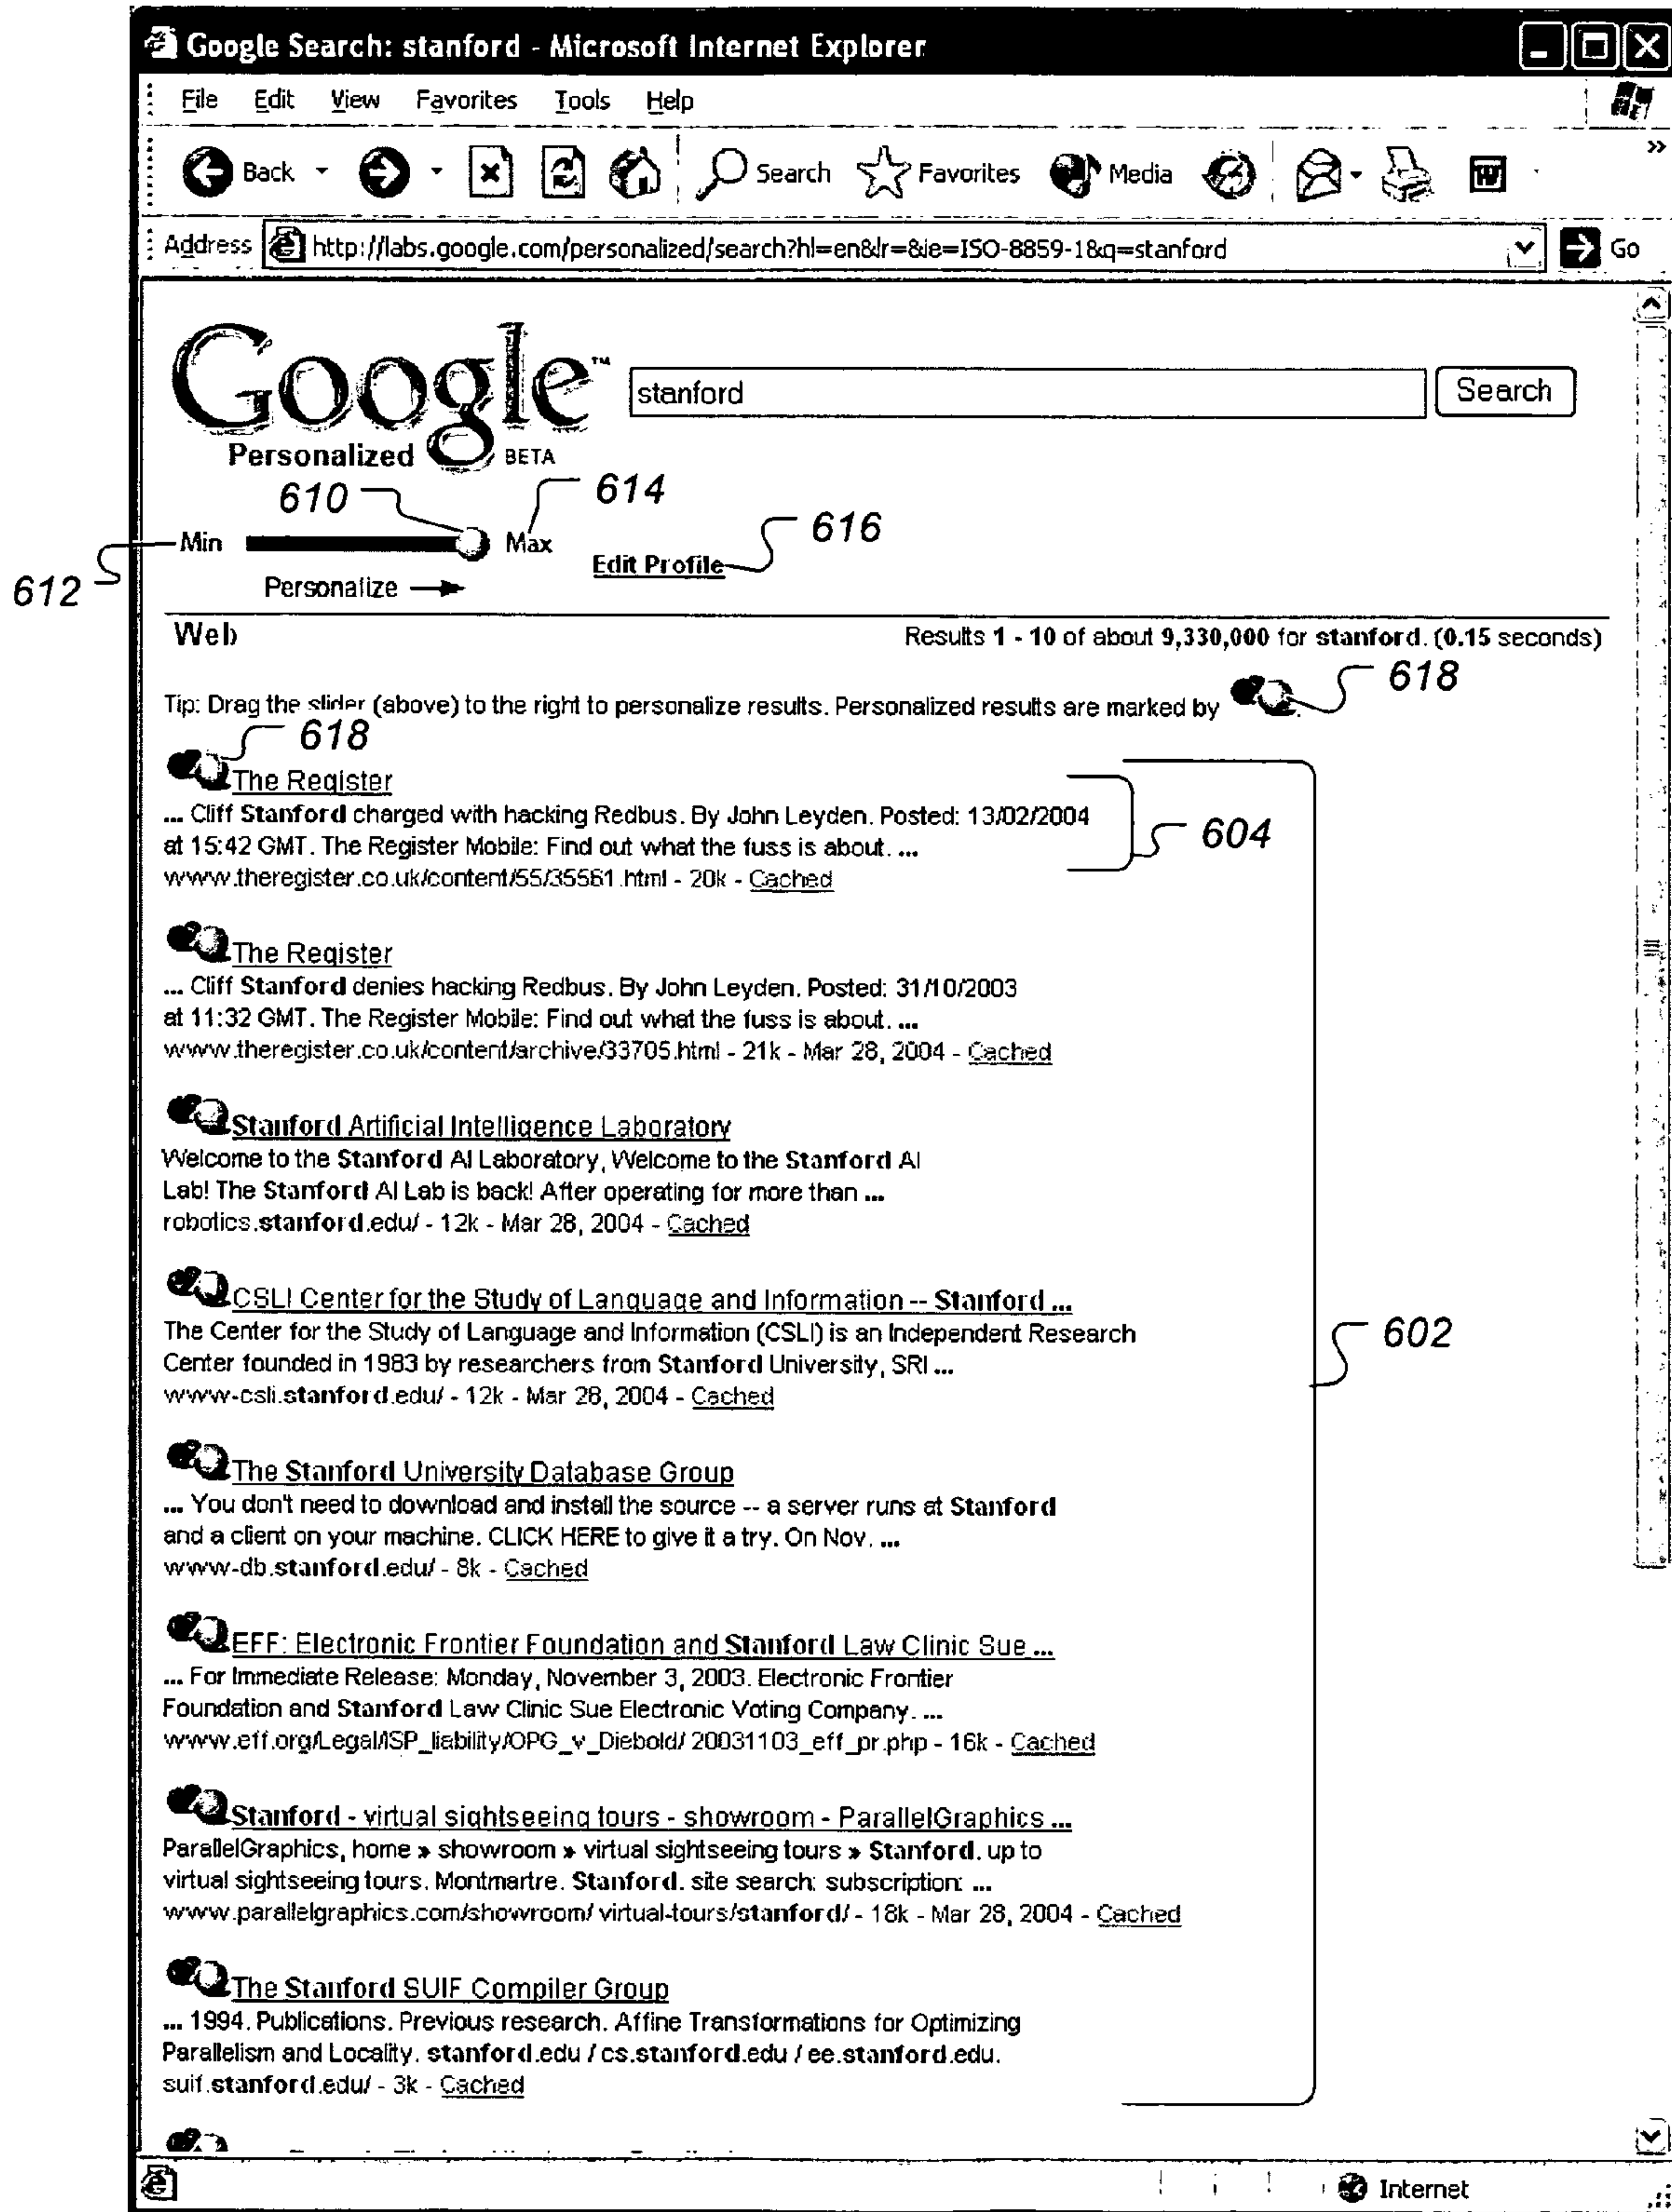 Google Search: stanford - Microsoft Internet Explorer
File Edit View Favorites Tools Help
Back Search Favorites Media
Address http://labs.google.com/personalized/search?hl=en&lr=&ie=ISO-8859-1&q=stanford Go
Google™
stanford Search
Personalized BETA
610 614
616
Min Max
Edit Profile
612
Personalize
Web Results 1 - 10 of about 9,330,000 for stanford. (0.15 seconds)
618
Tip: Drag the slider (above) to the right to personalize results. Personalized results are marked by .
618
The Register
... Cliff Stanford charged with hacking Redbus. By John Leyden. Posted: 13/02/2004
604
at 15:42 GMT. The Register Mobile: Find out what the fuss is about. ...
www.theregister.co.uk/content/55/35561.html - 20k - Cached
The Register
... Cliff Stanford denies hacking Redbus. By John Leyden. Posted: 31/10/2003
at 11:32 GMT. The Register Mobile: Find out what the fuss is about. ...
www.theregister.co.uk/content/archive/33705.html - 21k - Mar 28, 2004 - Cached
Stanford Artificial Intelligence Laboratory
Welcome to the Stanford AI Laboratory, Welcome to the Stanford AI
Lab! The Stanford AI Lab is back! After operating for more than ...
robotics.stanford.edu/ - 12k - Mar 28, 2004 - Cached
CSLI Center for the Study of Language and Information -- Stanford ...
The Center for the Study of Language and Information (CSLI) is an Independent Research
602
Center founded in 1983 by researchers from Stanford University, SRI ...
www-csli.stanford.edu/ - 12k - Mar 28, 2004 - Cached
The Stanford University Database Group
... You don't need to download and install the source -- a server runs at Stanford
and a client on your machine. CLICK HERE to give it a try. On Nov. ...
www-db.stanford.edu/ - 8k - Cached
EFF: Electronic Frontier Foundation and Stanford Law Clinic Sue ...
... For Immediate Release: Monday, November 3, 2003. Electronic Frontier
Foundation and Stanford Law Clinic Sue Electronic Voting Company. ...
www.eff.org/Legal/ISP_liability/OPG_v_Diebold/ 20031103_eff_pr.php - 16k - Cached
Stanford - virtual sightseeing tours - showroom - ParallelGraphics ...
ParallelGraphics, home » showroom » virtual sightseeing tours » Stanford. up to
virtual sightseeing tours. Montmartre. Stanford. site search: subscription: ...
www.parallelgraphics.com/showroom/ virtual-tours/stanford/ - 18k - Mar 28, 2004 - Cached
The Stanford SUIF Compiler Group
... 1994. Publications. Previous research. Affine Transformations for Optimizing
Parallelism and Locality. stanford.edu / cs.stanford.edu / ee.stanford.edu.
suif.stanford.edu/ - 3k - Cached
Internet